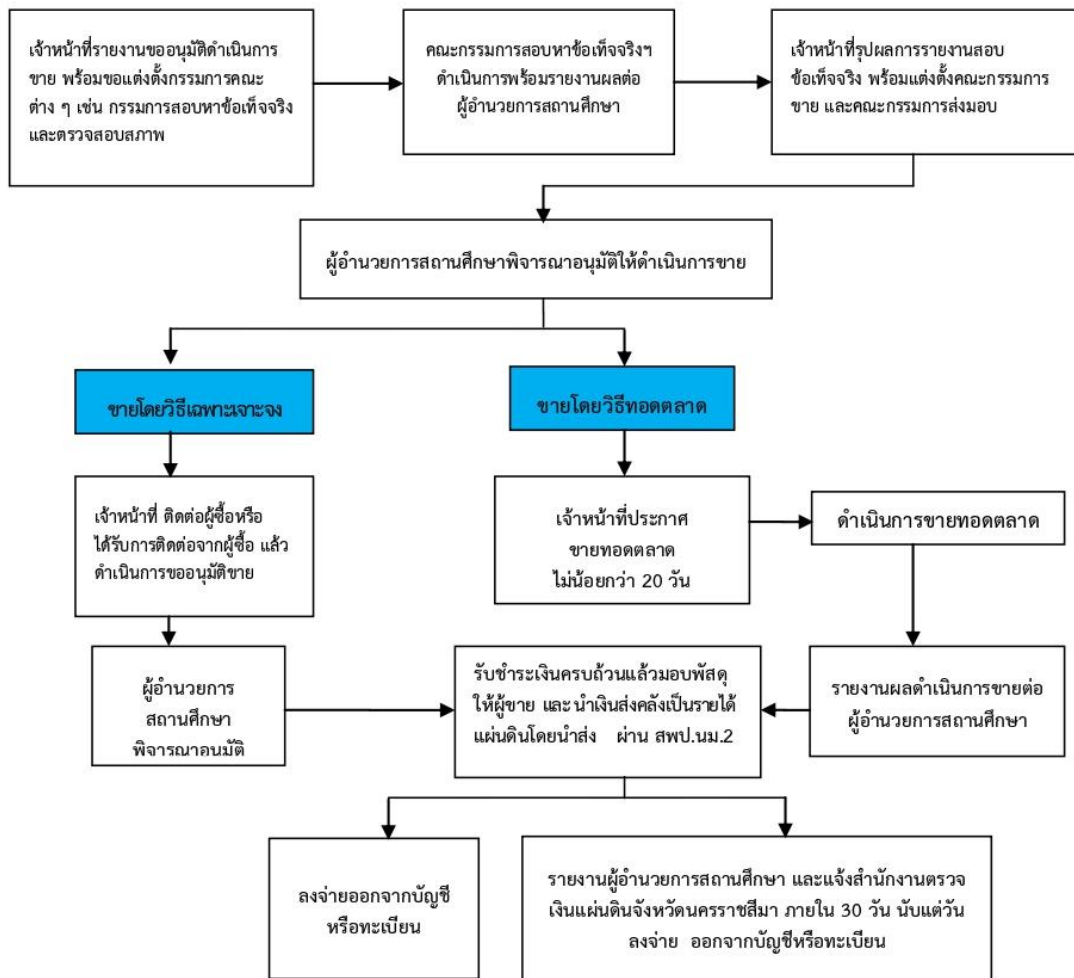 เจ้าหน้าที่รายงานขออนุมัติดำเนินการ
ขาย พร้อมขอแต่งตั้งกรรมการคณะ
ต่าง ๆ เช่น กรรมการสอบหาข้อเท็จจริง
และตรวจสอบสภาพ
คณะกรรมการสอบหาข้อเท็จจริงฯ
ดำเนินการพร้อมรายงานผลต่อ
ผู้อำนวยการสถานศึกษา
เจ้าหน้าที่รุปผลการรายงานสอบ
ข้อเท็จจริง พร้อมแต่งตั้งคณะกรรมการ
ขาย และคณะกรรมการส่งมอบ
ผู้อำนวยการสถานศึกษาพิจารณาอนุมัติให้ดำเนินการขาย
ขายโดยวิธีเฉพาะเจาะจง
ขายโดยวิธีทอดตลาด
เจ้าหน้าที่ ติดต่อผู้ซื้อหรือ
ได้รับการติดต่อจากผู้ซื้อ แล้ว
ดำเนินการขออนุมัติขาย
เจ้าหน้าที่ประกาศ
ขายทอดตลาด
ไม่น้อยกว่า 20 วัน
ดำเนินการขายทอดตลาด
ผู้อำนวยการ
สถานศึกษา
พิจารณาอนุมัติ
รับชำระเงินครบถ้วนแล้วมอบพัสดุ
ให้ผู้ขาย และนำเงินส่งคลังเป็นรายได้
แผ่นดินโดยนำส่ง ผ่าน สพป.นม.2
รายงานผลดำเนินการขายต่อ
ผู้อำนวยการสถานศึกษา
ลงจ่ายออกจากบัญชี
หรือทะเบียน
รายงานผู้อำนวยการสถานศึกษา และแจ้งสำนักงานตรวจ
เงินแผ่นดินจังหวัดนครราชสีมา ภายใน 30 วัน นับแต่วัน
ลงจ่าย ออกจากบัญชีหรือทะเบียน